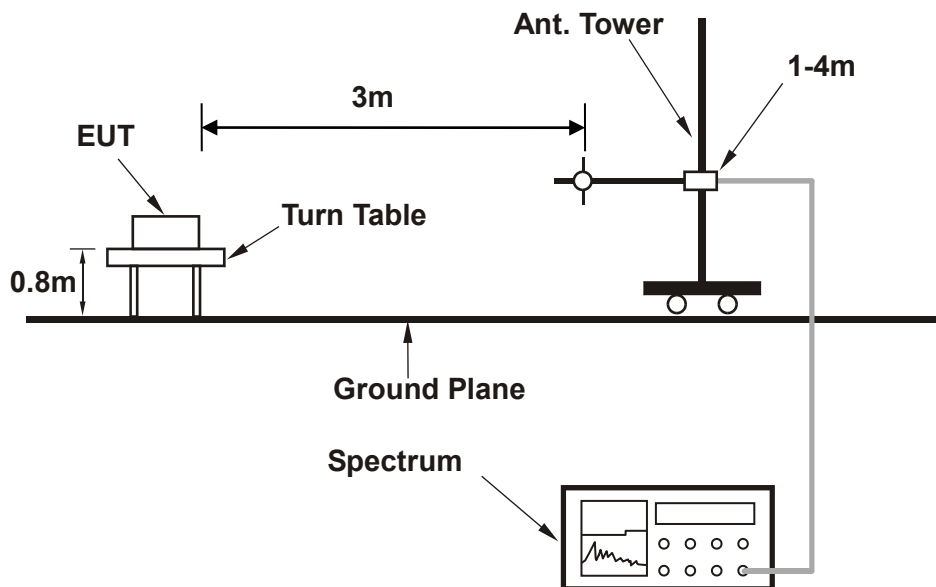 Ant. Tower
1-4m
3m
EUT
Turn Table
0.8m
Ground Plane
Spectrum